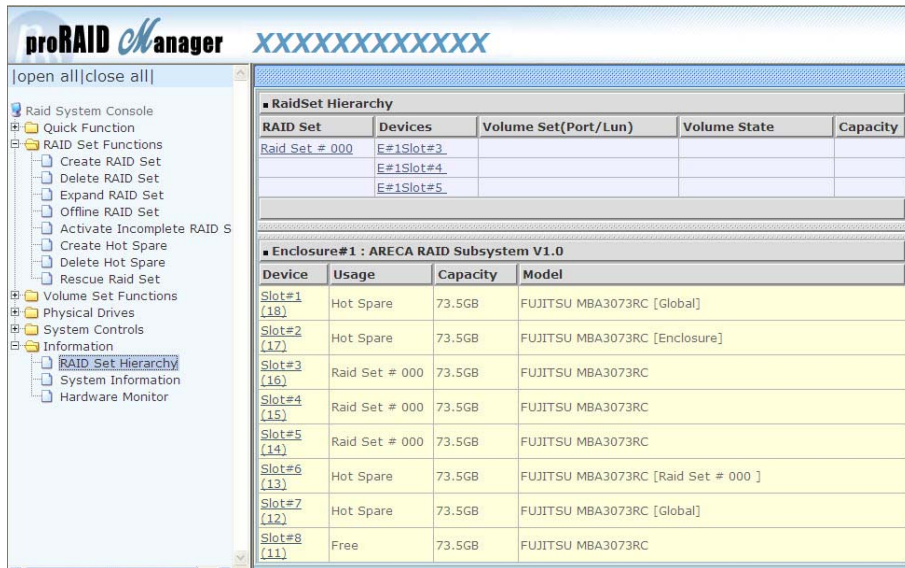 proRAID Manager XXXXXXXXXXXX
|open all|close all|
Raid System Console
Quick Function
RAID Set Functions
Create RAID Set
Delete RAID Set
Expand RAID Set
Offline RAID Set
Activate Incomplete RAID S
Create Hot Spare
Delete Hot Spare
Rescue Raid Set
Volume Set Functions
Physical Drives
System Controls
Information
RAID Set Hierarchy
System Information
Hardware Monitor
RaidSet Hierarchy
RAID Set Devices Volume Set(Port/Lun) Volume State Capacity
Raid Set # 000 E#1Slot#3
E#1Slot#4
E#1Slot#5
Enclosure#1 : ARECA RAID Subsystem V1.0
Device Usage Capacity Model
Slot#1 (18) Hot Spare 73.5GB FUJITSU MBA3073RC [Global]
Slot#2 (17) Hot Spare 73.5GB FUJITSU MBA3073RC [Enclosure]
Slot#3 (16) Raid Set # 000 73.5GB FUJITSU MBA3073RC
Slot#4 (15) Raid Set # 000 73.5GB FUJITSU MBA3073RC
Slot#5 (14) Raid Set # 000 73.5GB FUJITSU MBA3073RC
Slot#6 (13) Hot Spare 73.5GB FUJITSU MBA3073RC [Raid Set # 000 ]
Slot#7 (12) Hot Spare 73.5GB FUJITSU MBA3073RC [Global]
Slot#8 (11) Free 73.5GB FUJITSU MBA3073RC